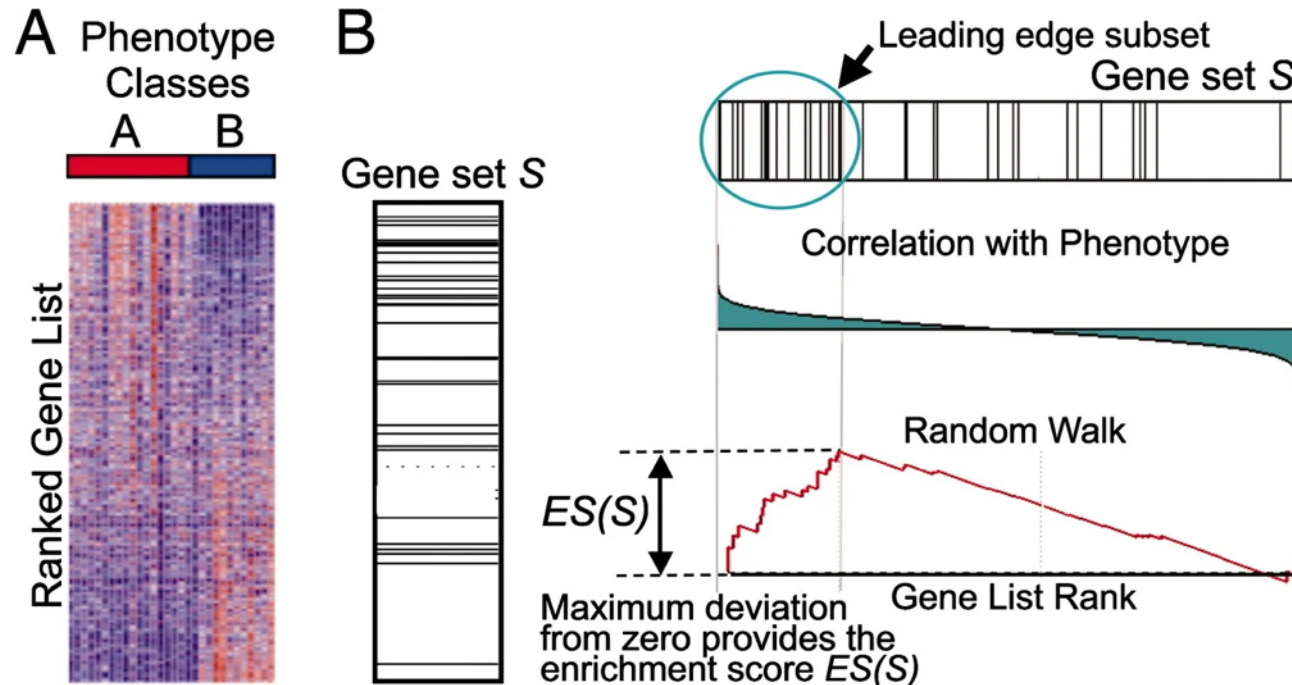 A
Phenotype
Classes
A B
Ranked Gene List
B
Gene set S
Leading edge subset
Gene set S
Correlation with Phenotype
Random Walk
ES(S)
Gene List Rank
Maximum deviation
from zero provides the
enrichment score ES(S)